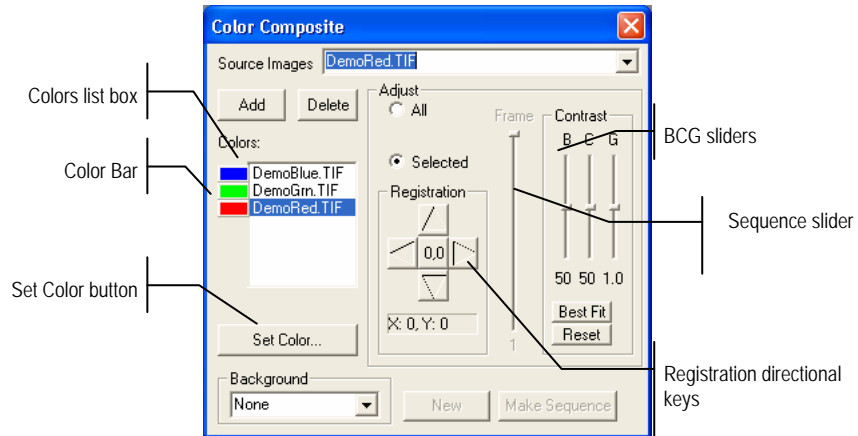 Color Composite
Source Images DemoRed.TIF
Add Delete
Colors:
DemoBlue.TIF
DemoGrn.TIF
DemoRed.TIF
Set Color...
Background
None
Adjust
All
Selected
Registration
0,0
X: 0, Y: 0
Frame
1
Contrast
B C G
50 50 1.0
Best Fit
Reset
New
Make Sequence
Colors list box
Color Bar
Set Color button
BCG sliders
Sequence slider
Registration directional
keys